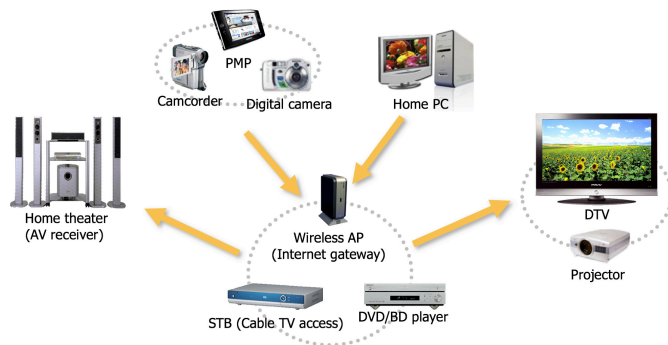 PMP
Camcorder
Digital camera
Home PC
Home theater
(AV receiver)
Wireless AP
(Internet gateway)
DTV
Projector
STB (Cable TV access)
DVD/BD player